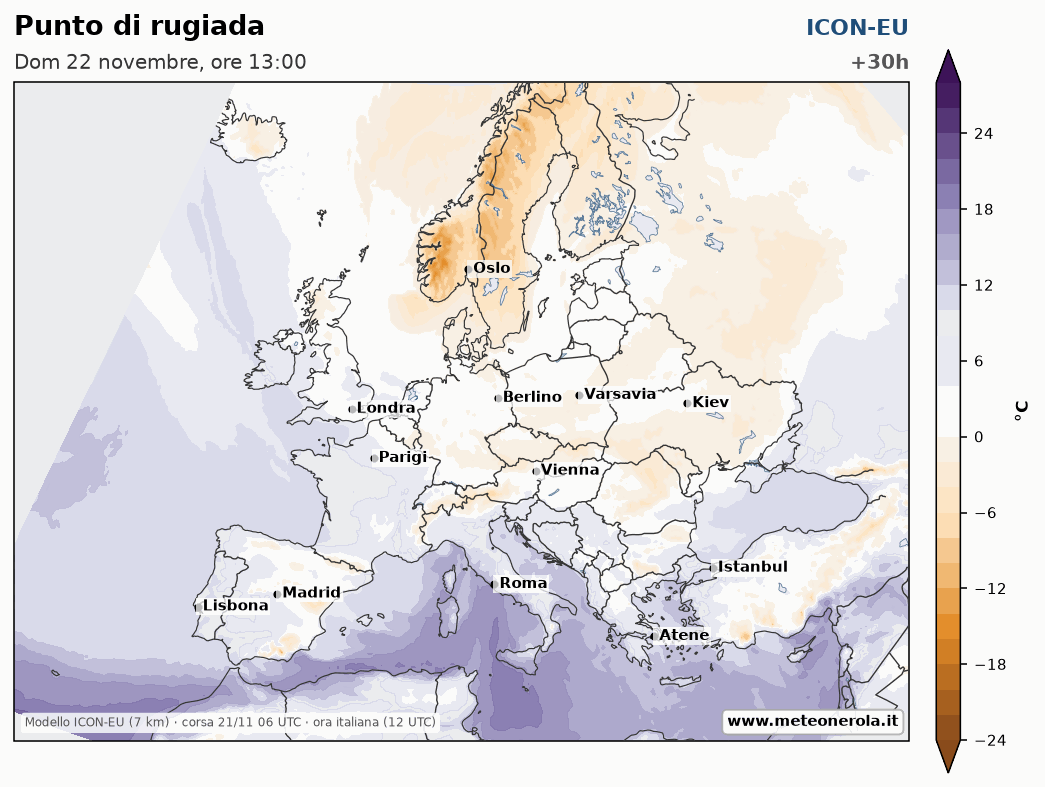 Punto di rugiada
ICON-EU
Dom 22 novembre, ore 13:00
+30h
24
18
12
6
0
−6
−12
−18
−24
°C
Oslo
Berlino
Varsavia
Kiev
Londra
Parigi
Vienna
Istanbul
Roma
Madrid
Lisbona
Atene
Modello ICON-EU (7 km) · corsa 21/11 06 UTC · ora italiana (12 UTC)
www.meteonerola.it